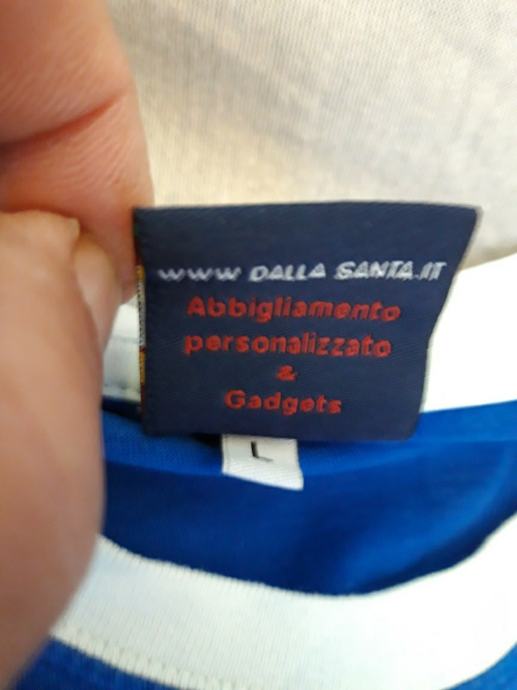 www DALLA SANTA.IT
Abbigliamento
personalizzato
&
Gadgets
L